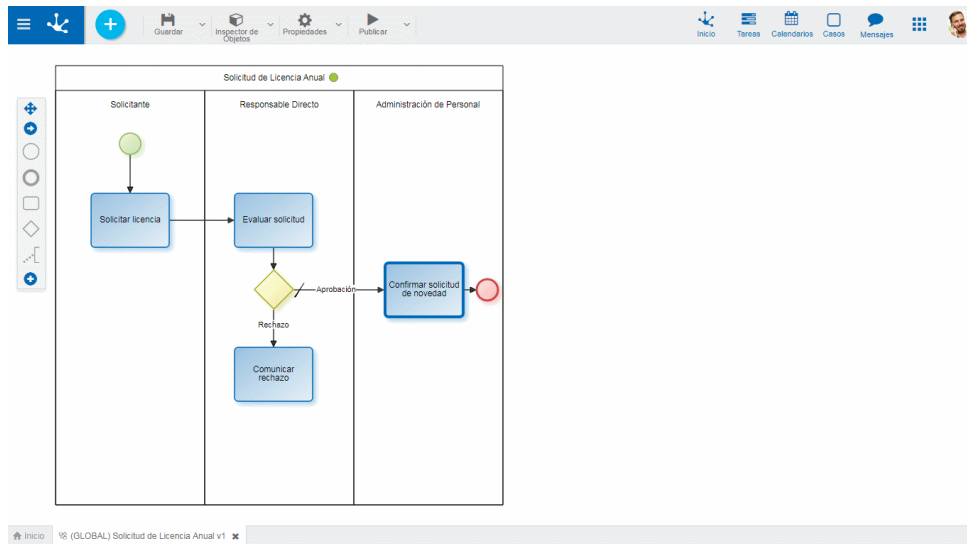 Guardar
Inspector de
Objetos
Propiedades
Publicar
Inicio
Tareas
Calendarios
Casos
Mensajes
Solicitud de Licencia Anual
Solicitante
Responsable Directo
Administración de Personal
Solicitar licencia
Evaluar solicitud
Aprobación
Confirmar solicitud
de novedad
Rechazo
Comunicar
rechazo
Inicio
(GLOBAL) Solicitud de Licencia Anual v1